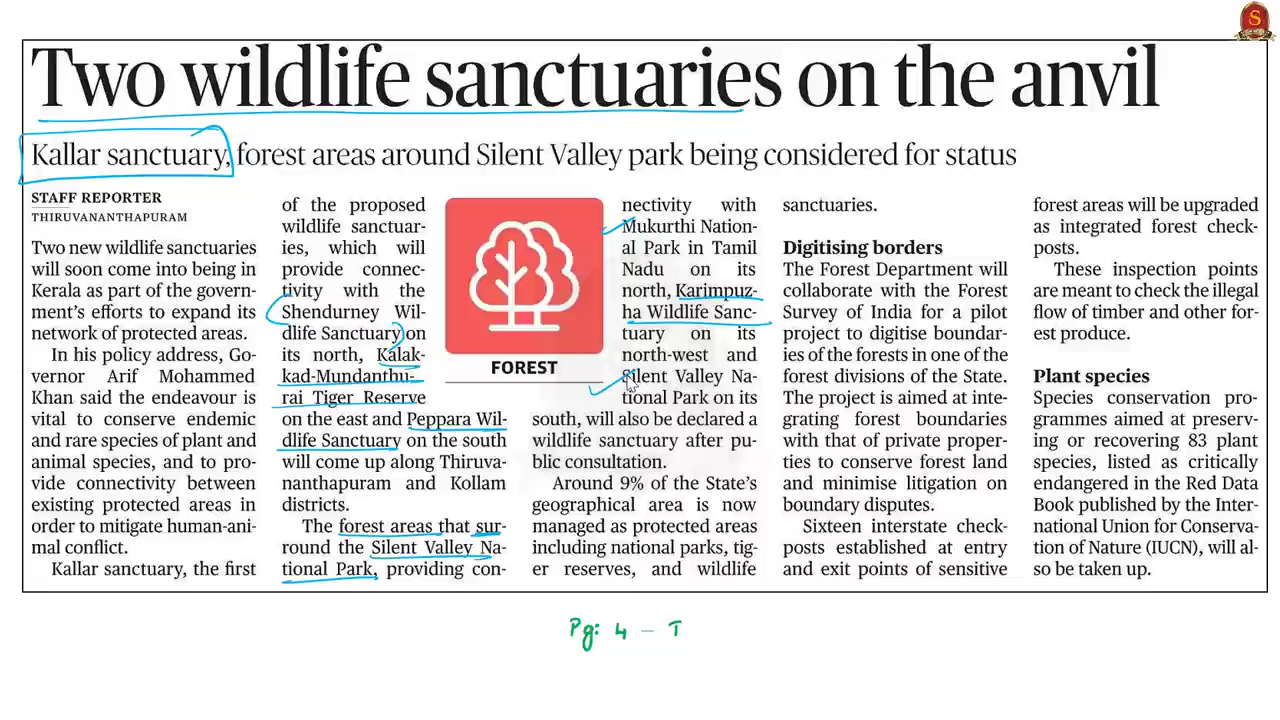 Two wildlife sanctuaries on the anvil
Kallar sanctuary, forest areas around Silent Valley park being considered for status
STAFF REPORTER
THIRUVANANTHAPURAM
Two new wildlife sanctuaries
will soon come into being in
Kerala as part of the govern-
ment's efforts to expand its
network of protected areas.
In his policy address, Go-
vernor Arif Mohammed
Khan said the endeavour is
vital to conserve endemic
and rare species of plant and
animal species, and to pro-
vide connectivity between
existing protected areas in
order to mitigate human-ani-
mal conflict.
Kallar sanctuary, the first
of the proposed
wildlife sanctuar-
ies, which will
provide connec-
tivity with the
Shendurney Wil-
dlife Sanctuary on
its north, Kalak-
kad-Mundanthu-
rai Tiger Reserve
on the east and Peppara Wil-
dlife Sanctuary on the south
will come up along Thiruva-
nanthapuram and Kollam
districts.
The forest areas that sur-
round the Silent Valley Na-
tional Park, providing con-
FOREST
nectivity with
Mukurthi Nation-
al Park in Tamil
Nadu on its
north, Karimpuz-
ha Wildlife Sanc-
tuary on its
north-west and
Silent Valley Na-
tional Park on its
south, will also be declared a
wildlife sanctuary after pu-
blic consultation.
Around 9% of the State's
geographical area is now
managed as protected areas
including national parks, tig-
er reserves, and wildlife
sanctuaries.
Digitising borders
The Forest Department will
collaborate with the Forest
Survey of India for a pilot
project to digitise boundar-
ies of the forests in one of the
forest divisions of the State.
The project is aimed at inte-
grating forest boundaries
with that of private proper-
ties to conserve forest land
and minimise litigation on
boundary disputes.
Sixteen interstate check-
posts established at entry
and exit points of sensitive
forest areas will be upgraded
as integrated forest check-
posts.
These inspection points
are meant to check the illegal
flow of timber and other for-
est produce.
Plant species
Species conservation pro-
grammes aimed at preserv-
ing or recovering 83 plant
species, listed as critically
endangered in the Red Data
Book published by the Inter-
national Union for Conserva-
tion of Nature (IUCN), will al-
so be taken up.
Pg: 4 – T